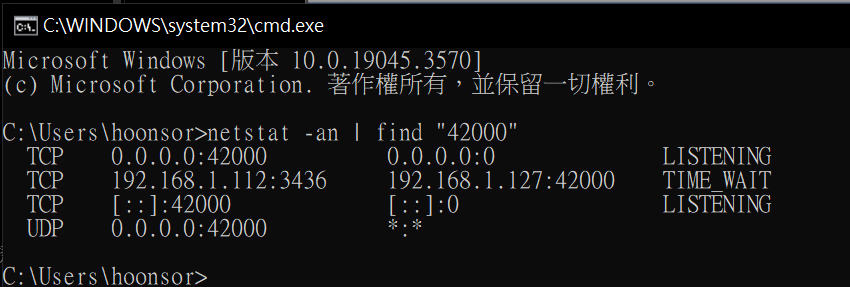 C:\WINDOWS\system32\cmd.exe
Microsoft Windows [版本 10.0.19045.3570]
(c) Microsoft Corporation. 著作權所有，並保留一切權利。
C:\Users\hoonsor>netstat -an | find "42000"
TCP 0.0.0.0:42000 0.0.0.0:0 LISTENING
TCP 192.168.1.112:3436 192.168.1.127:42000 TIME_WAIT
TCP [::]:42000 [::]:0 LISTENING
UDP 0.0.0.0:42000 *:*
C:\Users\hoonsor>